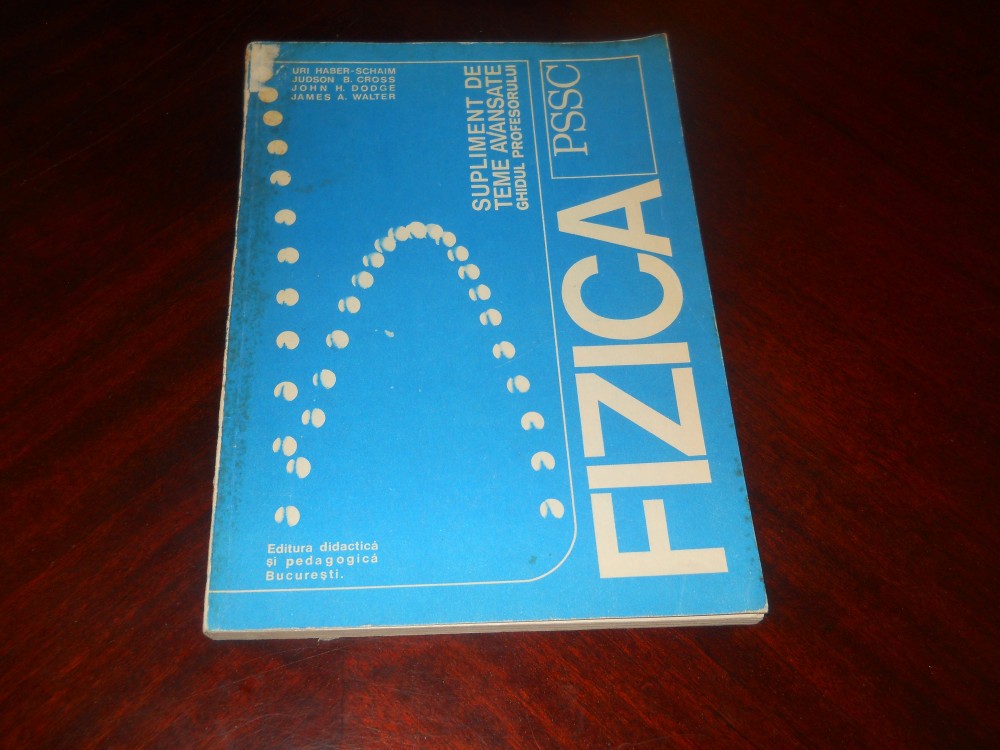 URI HABER-SCHAIM
JUDSON B. CROSS
JOHN H. DODGE
JAMES A. WALTER
SUPLIMENT DE
TEME AVANSATE
GHIDUL PROFESORULUI
PSSC
FIZICA
Editura didactică
și pedagogică
București.